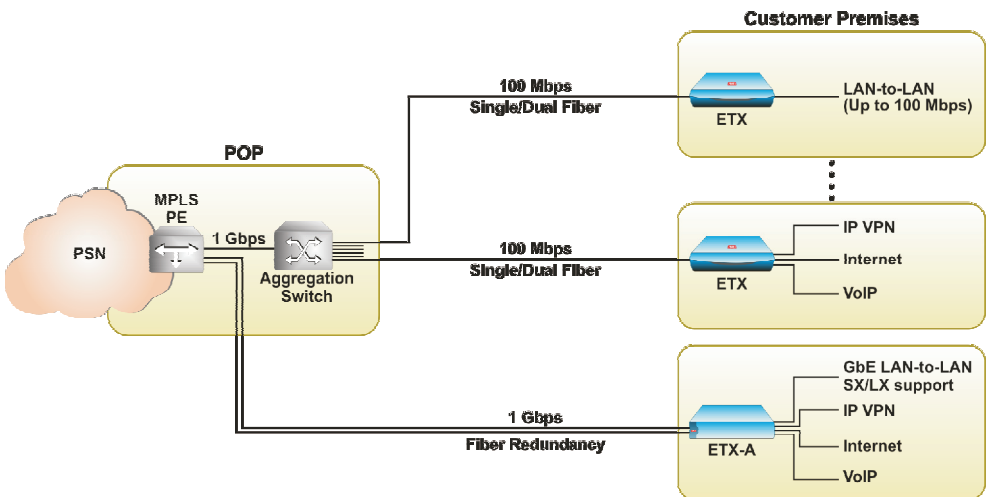 Customer Premises
100 Mbps
Single/Dual Fiber
ETX
LAN-to-LAN
(Up to 100 Mbps)
POP
MPLS
PE
PSN
1 Gbps
Aggregation
Switch
100 Mbps
Single/Dual Fiber
ETX
IP VPN
Internet
VoIP
1 Gbps
Fiber Redundancy
ETX-A
GbE LAN-to-LAN
SX/LX support
IP VPN
Internet
VoIP